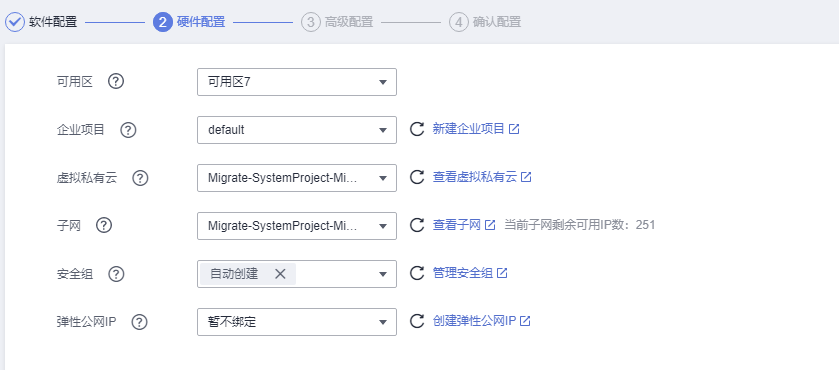 软件配置 2 硬件配置 3 高级配置 4 确认配置
可用区 ? 可用区7
企业项目 ? default 新建企业项目
虚拟私有云 ? Migrate-SystemProject-Mi... 查看虚拟私有云
子网 ? Migrate-SystemProject-Mi... 查看子网 当前子网剩余可用IP数：251
安全组 ? 自动创建 × 管理安全组
弹性公网IP ? 暂不绑定 创建弹性公网IP